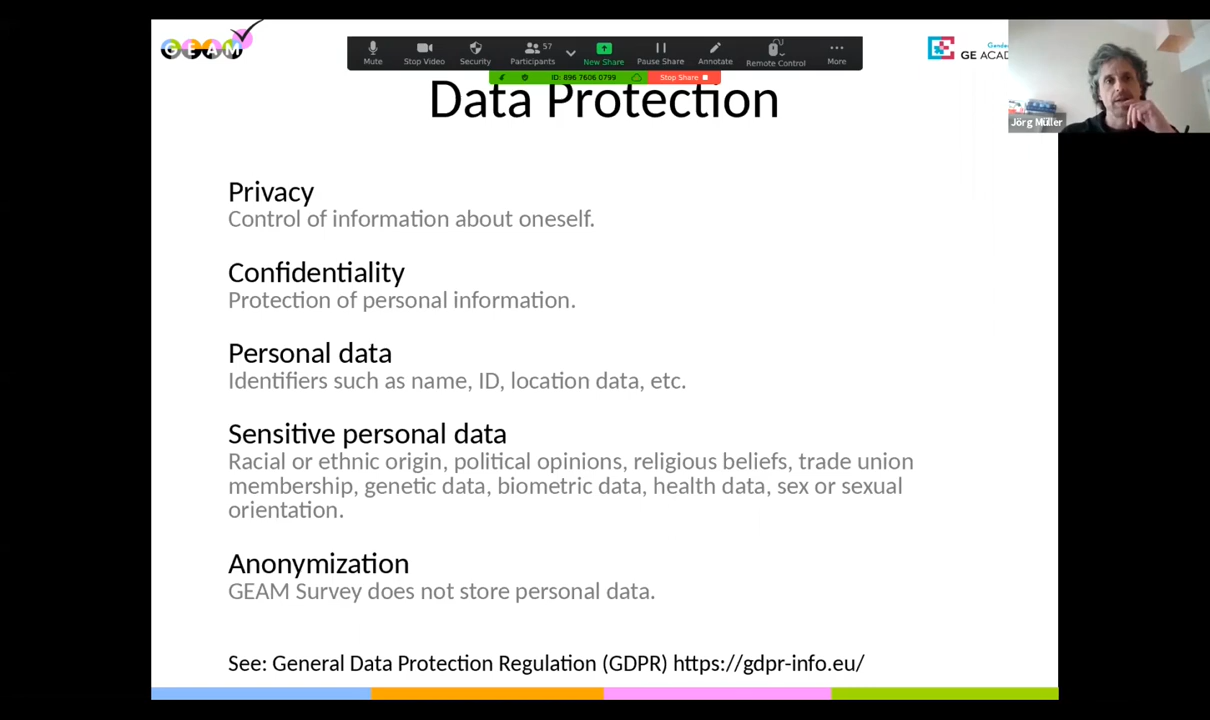 GEAM
Mute
Stop Video
Security
Participants
57
New Share
Pause Share
Annotate
Remote Control
More
ID: 896 7606 0799
Stop Share
GE ACAD
Jörg Müller
Data Protection
Privacy
Control of information about oneself.
Confidentiality
Protection of personal information.
Personal data
Identifiers such as name, ID, location data, etc.
Sensitive personal data
Racial or ethnic origin, political opinions, religious beliefs, trade union
membership, genetic data, biometric data, health data, sex or sexual
orientation.
Anonymization
GEAM Survey does not store personal data.
See: General Data Protection Regulation (GDPR) https://gdpr-info.eu/